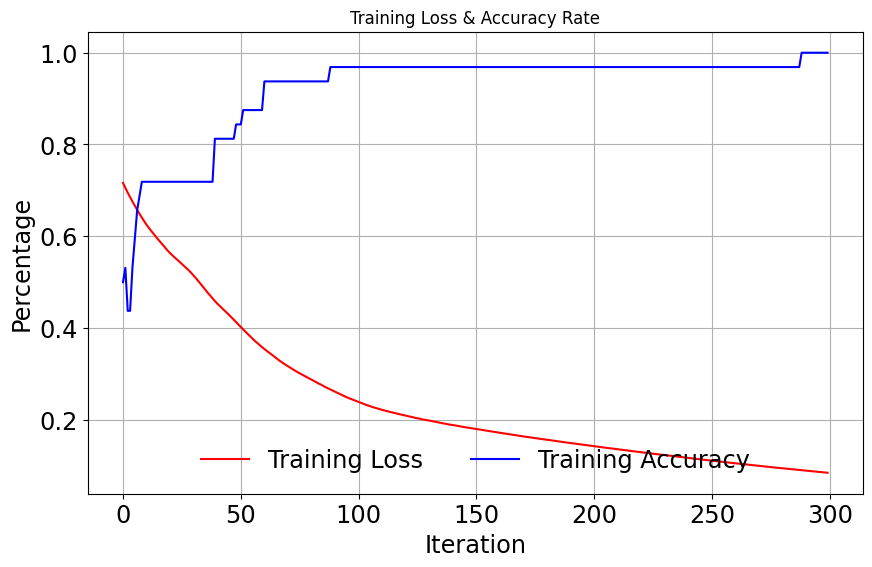 Training Loss & Accuracy Rate
1.0
0.8
0.6
0.4
0.2
Percentage
Training Loss
Training Accuracy
0 50 100 150 200 250 300
Iteration